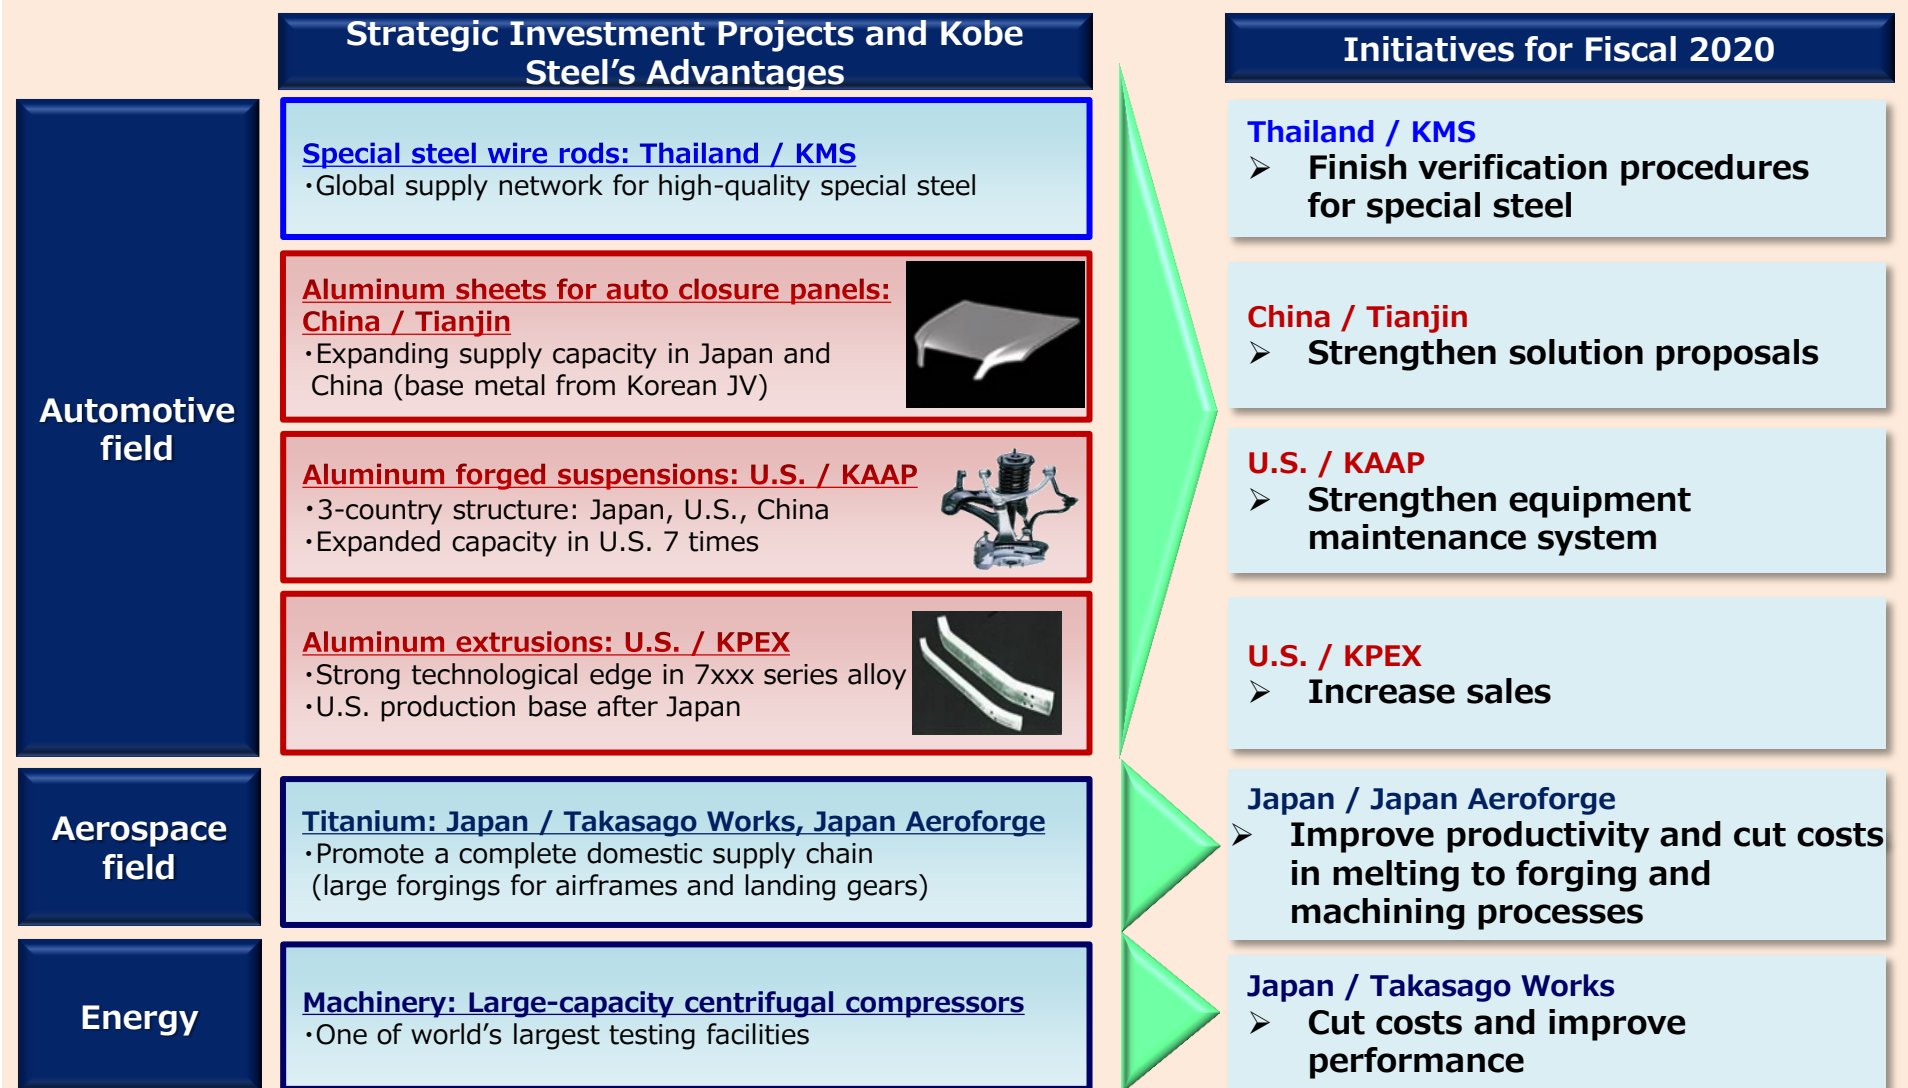 Strategic Investment Projects and Kobe
Steel’s Advantages
Initiatives for Fiscal 2020
Automotive
field
Special steel wire rods: Thailand / KMS
・Global supply network for high-quality special steel
Thailand / KMS
➢ Finish verification procedures
for special steel
Aluminum sheets for auto closure panels:
China / Tianjin
・Expanding supply capacity in Japan and
China (base metal from Korean JV)
China / Tianjin
➢ Strengthen solution proposals
Aluminum forged suspensions: U.S. / KAAP
・3-country structure: Japan, U.S., China
・Expanded capacity in U.S. 7 times
U.S. / KAAP
➢ Strengthen equipment
maintenance system
Aluminum extrusions: U.S. / KPEX
・Strong technological edge in 7xxx series alloy
・U.S. production base after Japan
U.S. / KPEX
➢ Increase sales
Aerospace
field
Titanium: Japan / Takasago Works, Japan Aeroforge
・Promote a complete domestic supply chain
(large forgings for airframes and landing gears)
Japan / Japan Aeroforge
➢ Improve productivity and cut costs
in melting to forging and
machining processes
Energy
Machinery: Large-capacity centrifugal compressors
・One of world’s largest testing facilities
Japan / Takasago Works
➢ Cut costs and improve
performance